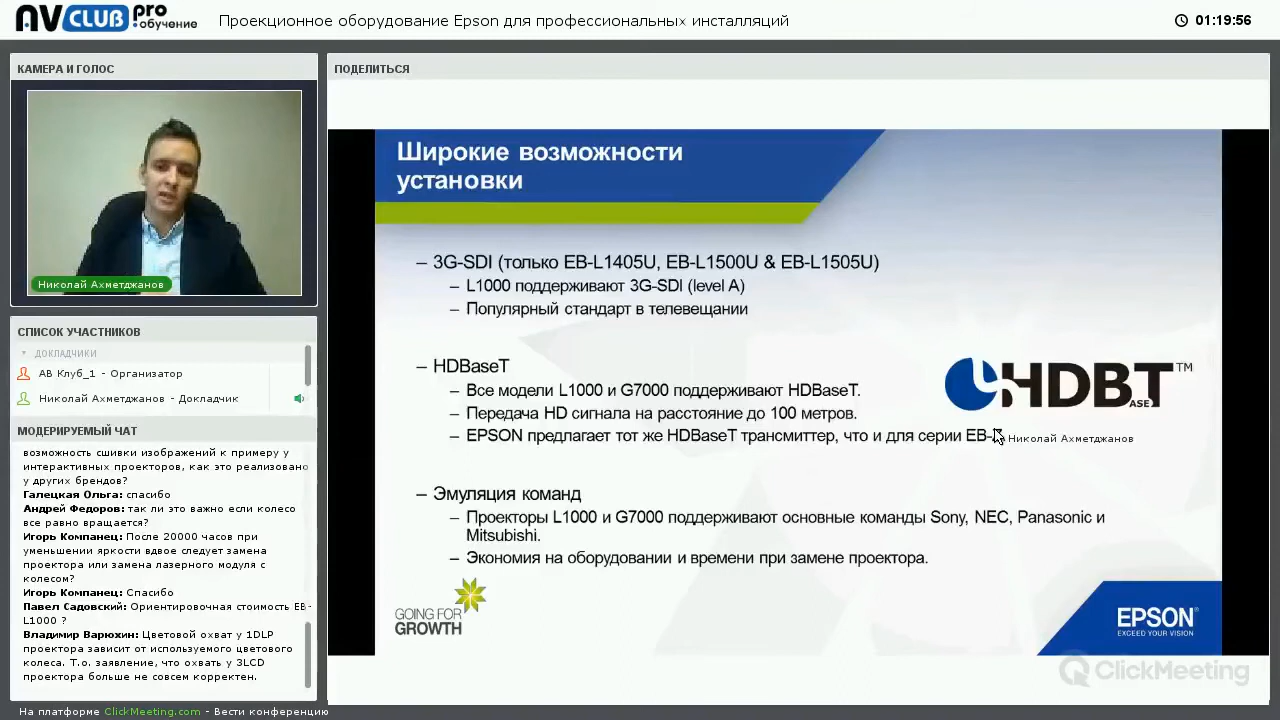 AV CLUB pro обучение
Проекционное оборудование Epson для профессиональных инсталляций
01:19:56
КАМЕРА И ГОЛОС
Николай Ахметджанов
СПИСОК УЧАСТНИКОВ
ДОКЛАДЧИКИ
АВ Клуб_1 - Организатор
Николай Ахметджанов - Докладчик
МОДЕРИРУЕМЫЙ ЧАТ
возможность сшивки изображений к примеру у
интерактивных проекторов, как это реализовано
у других брендов?
Галецкая Ольга: спасибо
Андрей Федоров: так ли это важно если колесо
все равно вращается?
Игорь Компанец: После 20000 часов при
уменьшении яркости вдвое следует замена
проектора или замена лазерного модуля с
колесом?
Игорь Компанец: Спасибо
Павел Садовский: Ориентировочная стоимость EB-
L1000 ?
Владимир Варюхин: Цветовой охват у 1DLP
проектора зависит от используемого цветового
колеса. Т.о. заявление, что охвать у 3LCD
проектора больше не совсем корректен.
ПОДЕЛИТЬСЯ
Широкие возможности
установки
– 3G-SDI (только EB-L1405U, EB-L1500U & EB-L1505U)
– L1000 поддерживают 3G-SDI (level A)
– Популярный стандарт в телевещании
– HDBaseT
– Все модели L1000 и G7000 поддерживают HDBaseT.
– Передача HD сигнала на расстояние до 100 метров.
– EPSON предлагает тот же HDBaseT трансмиттер, что и для серии EB-
Николай Ахметджанов
HDBT ASE ™
– Эмуляция команд
– Проекторы L1000 и G7000 поддерживают основные команды Sony, NEC, Panasonic и
Mitsubishi.
– Экономия на оборудовании и времени при замене проектора.
GOING FOR
GROWTH
EPSON
EXCEED YOUR VISION
ClickMeeting
На платформе ClickMeeting.com - Вести конференцию